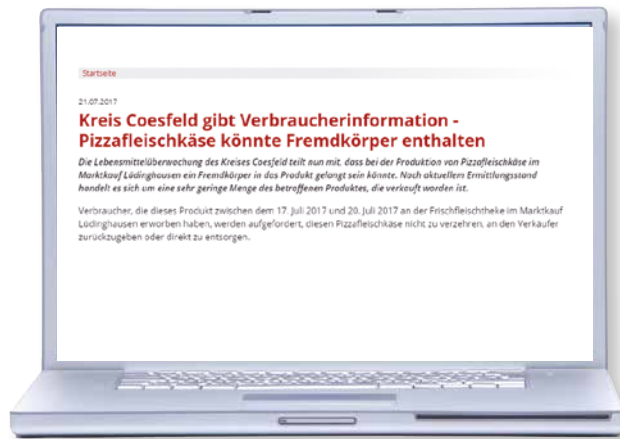 Startseite
21.07.2017
Kreis Coesfeld gibt Verbraucherinformation -
Pizzafleischkäse könnte Fremdkörper enthalten
Die Lebensmittelüberwachung des Kreises Coesfeld teilt nun mit, dass bei der Produktion von Pizzafleischkäse im
Marktkauf Lüdinghausen ein Fremdkörper in das Produkt gelangt sein könnte. Nach aktuellem Ermittlungsstand
handelt es sich um eine sehr geringe Menge des betroffenen Produktes, die verkauft worden ist.
Verbraucher, die dieses Produkt zwischen dem 17. Juli 2017 und 20. Juli 2017 an der Frischfleischtheke im Marktkauf
Lüdinghausen erworben haben, werden aufgefordert, diesen Pizzafleischkäse nicht zu verzehren, an den Verkäufer
zurückzugeben oder direkt zu entsorgen.